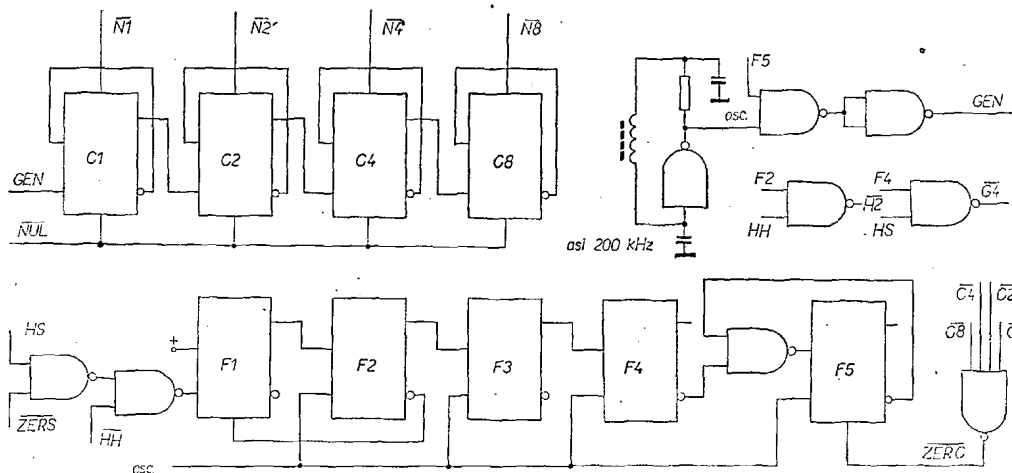 N1
N2
N4
N8
C1
C2
C4
C8
GEN
NUL
F5
osc.
GEN
F2
HH
H2
F4
HS
G4
asi 200 kHz
HS
ZERS
HH
+
F1
F2
F3
F4
F5
C4
C2
C8
C
ZERC
osc.